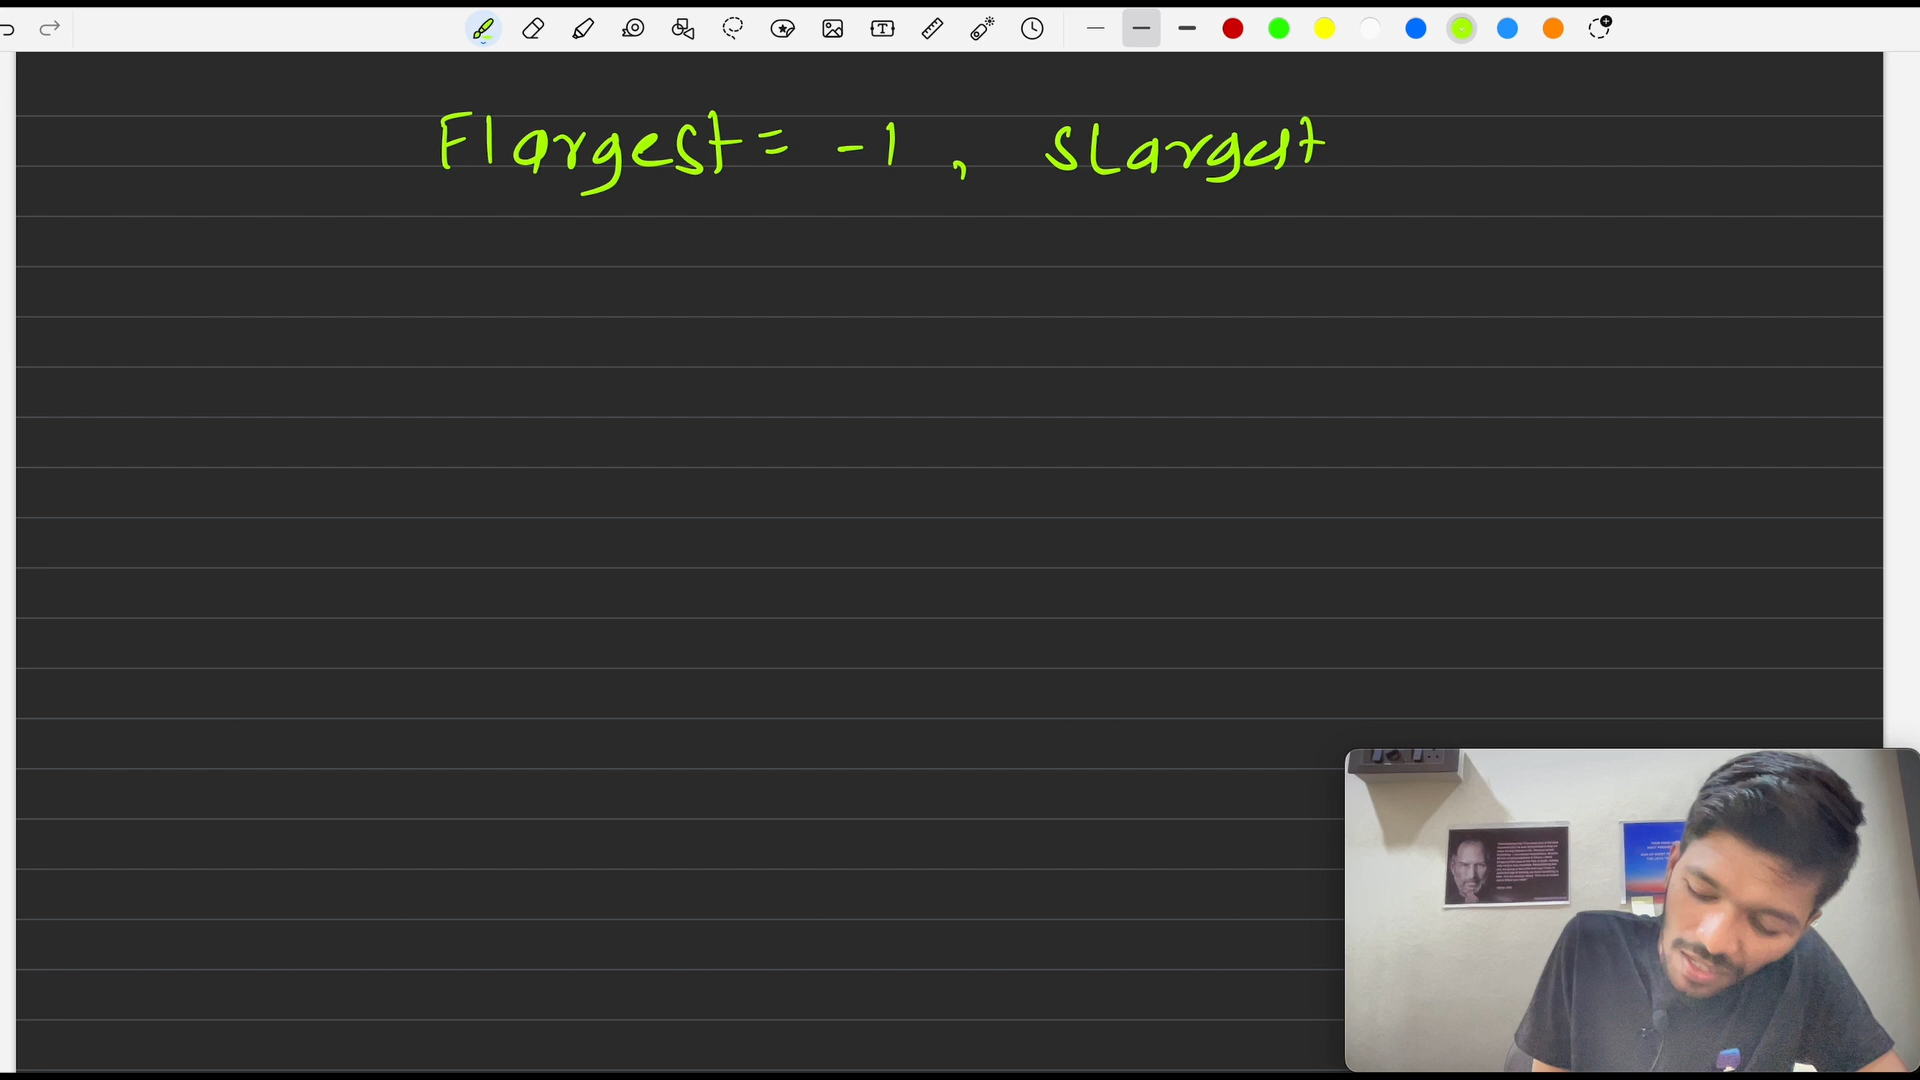 Flargest = -1 , sLargest